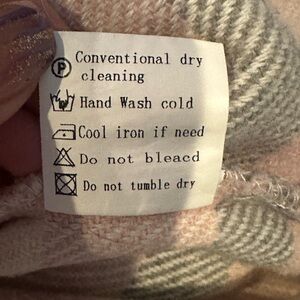 P Conventional dry
cleaning
Hand Wash cold
Cool iron if need
Do not bleacd
Do not tumble dry